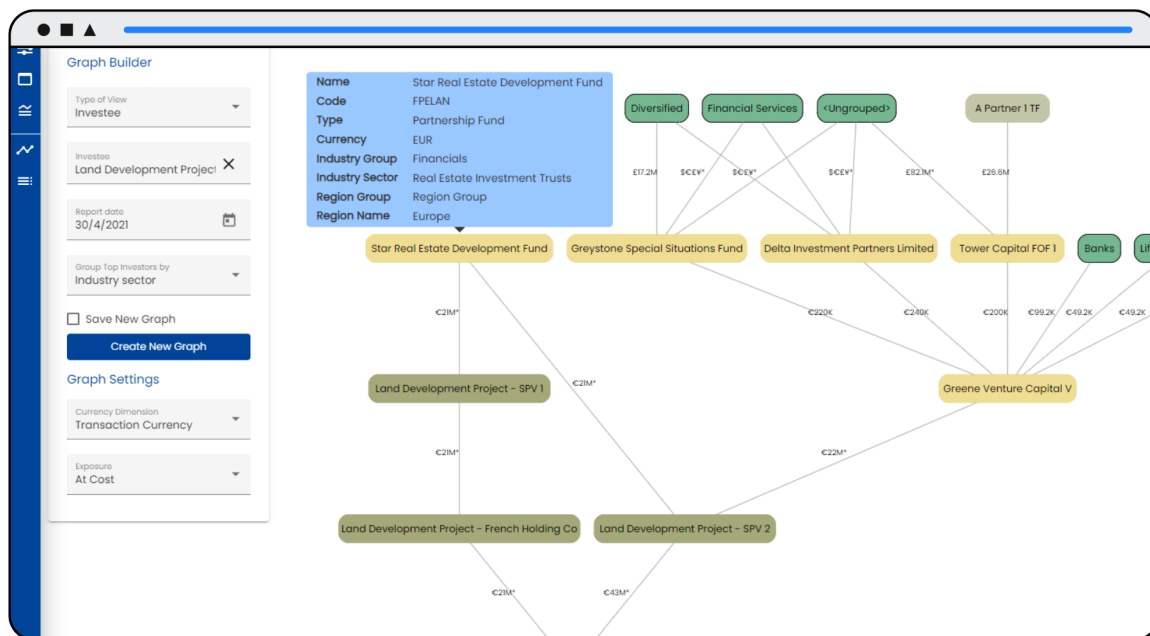 Graph Builder
Type of View
Investee
Investee
Land Development Project
Report date
30/4/2021
Group Top Investors by
Industry sector
Save New Graph
Create New Graph
Graph Settings
Currency Dimension
Transaction Currency
Exposure
At Cost
Name Star Real Estate Development Fund
Code FPELAN
Type Partnership Fund
Currency EUR
Industry Group Financials
Industry Sector Real Estate Investment Trusts
Region Group Region Group
Region Name Europe
Diversified Financial Services <Ungrouped> A Partner 1 TF
£17.2M $€£¥* $€£¥* $€£¥* £82.1M* £26.6M
Star Real Estate Development Fund Greystone Special Situations Fund Delta Investment Partners Limited Tower Capital FOF 1 Banks Lif
€21M* €220K €240K €200K €99.2K €49.2K €49.2K
€21M*
Land Development Project - SPV 1 Greene Venture Capital V
€21M* €22M*
Land Development Project - French Holding Co Land Development Project - SPV 2
€21M* €43M*